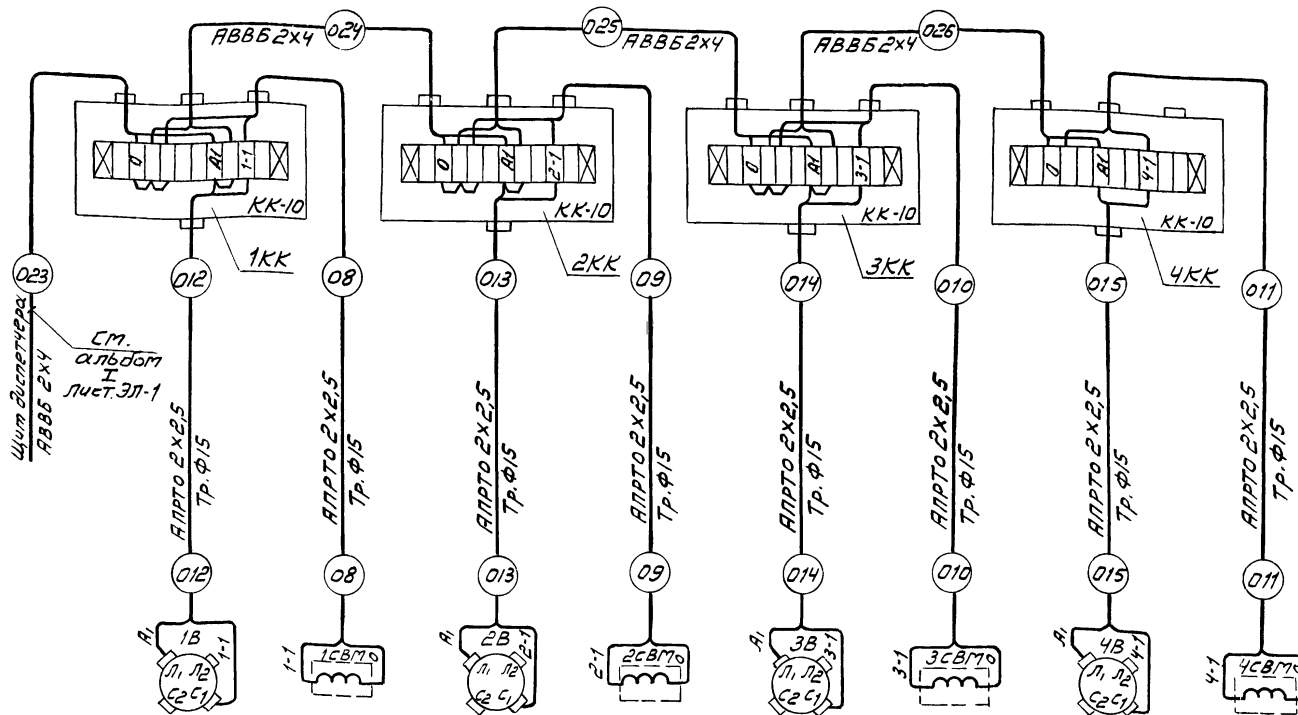 АВВБ 2х4
024
025
АВВБ 2х4
АВВБ 2х4
026
0
А1
1-1
КК-10
1КК
0
А1
2-1
КК-10
2КК
0
А1
3-1
КК-10
3КК
0
А1
4-1
КК-10
4КК
023
012
08
013
09
014
010
015
011
Щит диспетчера
АВВБ 2х4
См.
альбом
I
лист.ЭЛ-1
АПРТО 2х2,5
Тр.Ф15
АПРТО 2х2,5
Тр.Ф15
АПРТО 2х2,5
Тр.Ф15
АПРТО 2х2,5
Тр.Ф15
АПРТО 2х2,5
Тр.Ф15
АПРТО 2х2,5
Тр.Ф15
АПРТО 2х2,5
Тр.Ф15
АПРТО 2х2,5
Тр.Ф15
012
08
013
09
014
010
015
011
А1
1В
1-1
Л1 Л2
С2 С1
1-1
1СВМ 0
А1
2В
2-1
Л1 Л2
С2 С1
2-1
2СВМ 0
А1
3В
3-1
Л1 Л2
С2 С1
3-1
3СВМ 0
А1
4В
4-1
Л1 Л2
С2 С1
4-1
4СВМ 0